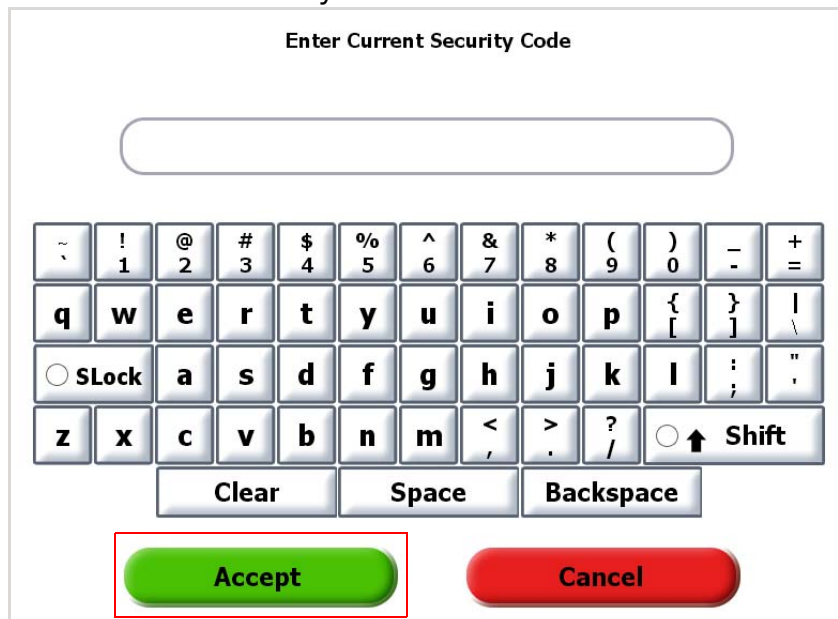 Enter Current Security Code
~ ! @ # $ % ^ & * ( ) _ +
` 1 2 3 4 5 6 7 8 9 0 - =
q w e r t y u i o p { } |
[ ] \
SLock a s d f g h j k l : "
; '
z x c v b n m < > ? Shift
, . /
Clear Space Backspace
Accept Cancel